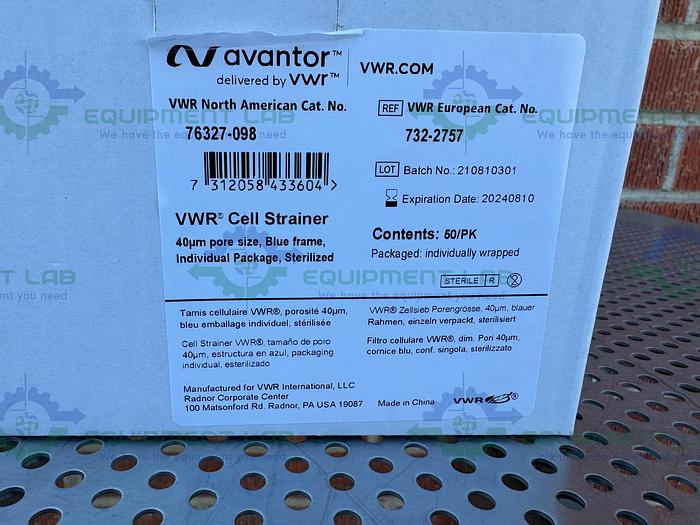 avantor™
delivered by vwr™
VWR.COM
VWR North American Cat. No.
76327-098
REF VWR European Cat. No.
732-2757
7 312058 433604 >
LOT Batch No.: 210810301
Expiration Date: 20240810
VWR® Cell Strainer
40µm pore size, Blue frame,
Individual Package, Sterilized
Contents: 50/PK
Packaged: individually wrapped
STERILE R 2
Tamis cellulaire VWR®, porosité 40µm,
bleu emballage individuel, stérilisée
Cell Strainer VWR®, tamaño de poro
40µm, estructura en azul, packaging
individual, esterilizado
VWR® Zellsieb Porengrösse, 40µm, blauer
Rahmen, einzeln verpackt, sterilisiert
Filtro cellulare VWR®, dim. Pori 40µm,
cornice blu, conf. singola, sterilizzato
Manufactured for VWR International, LLC
Radnor Corporate Center
100 Matsonford Rd. Radnor, PA USA 19087
Made in China
VWR®
EQUIPMENT LAB
We have the equipment you need